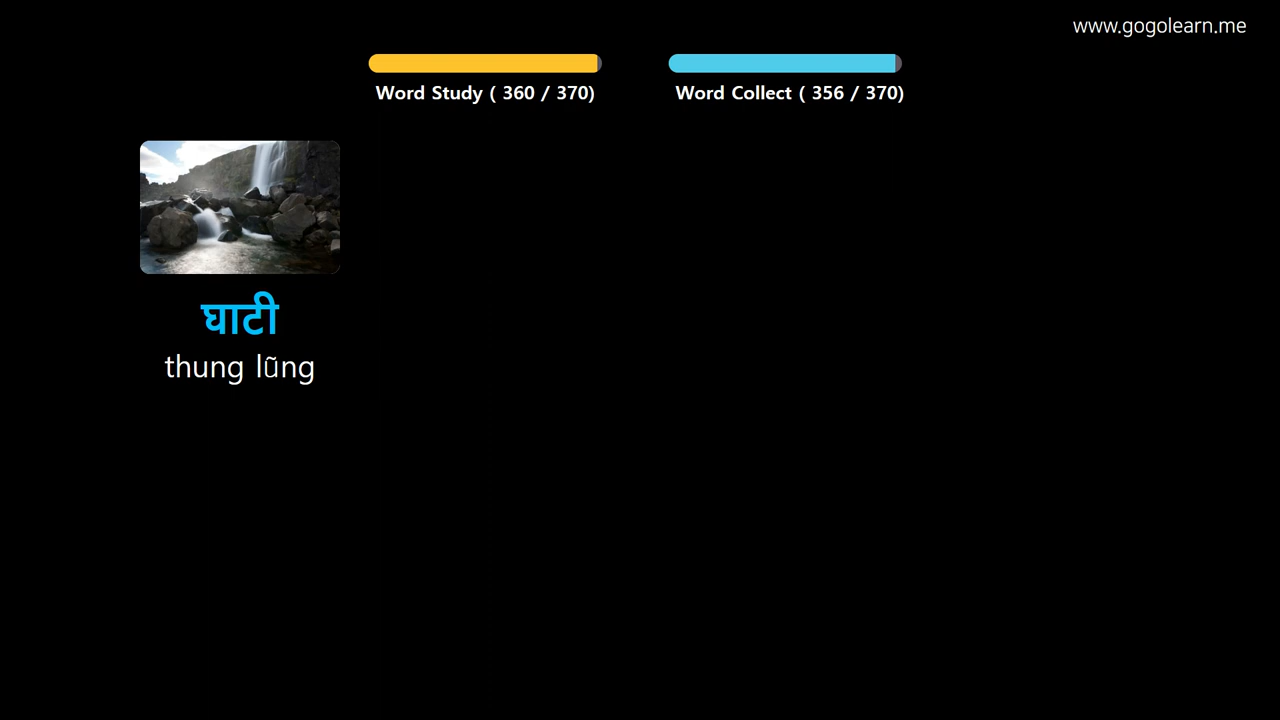 www.gogolearn.me
Word Study ( 360 / 370)
Word Collect ( 356 / 370)
घाटी
thung lũng